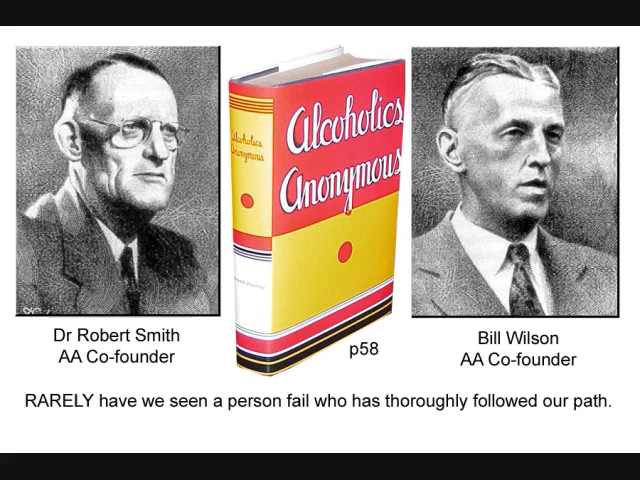 Alcoholics
Anonymous
Alcoholics
Anonymous
Dr Robert Smith
AA Co-founder
p58
Bill Wilson
AA Co-founder
RARELY have we seen a person fail who has thoroughly followed our path.